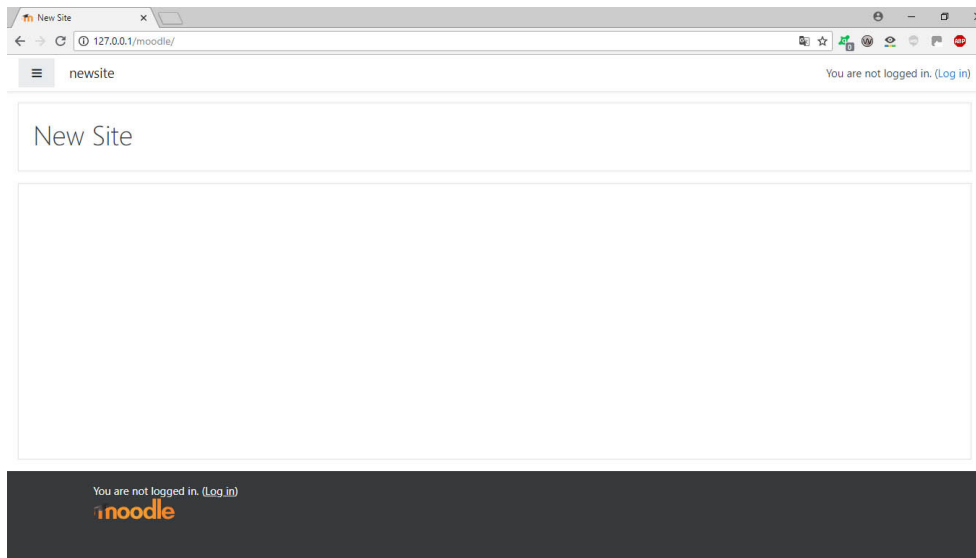 New Site
127.0.0.1/moodle/
newsite
You are not logged in. (Log in)
New Site
You are not logged in. (Log in)
moodle